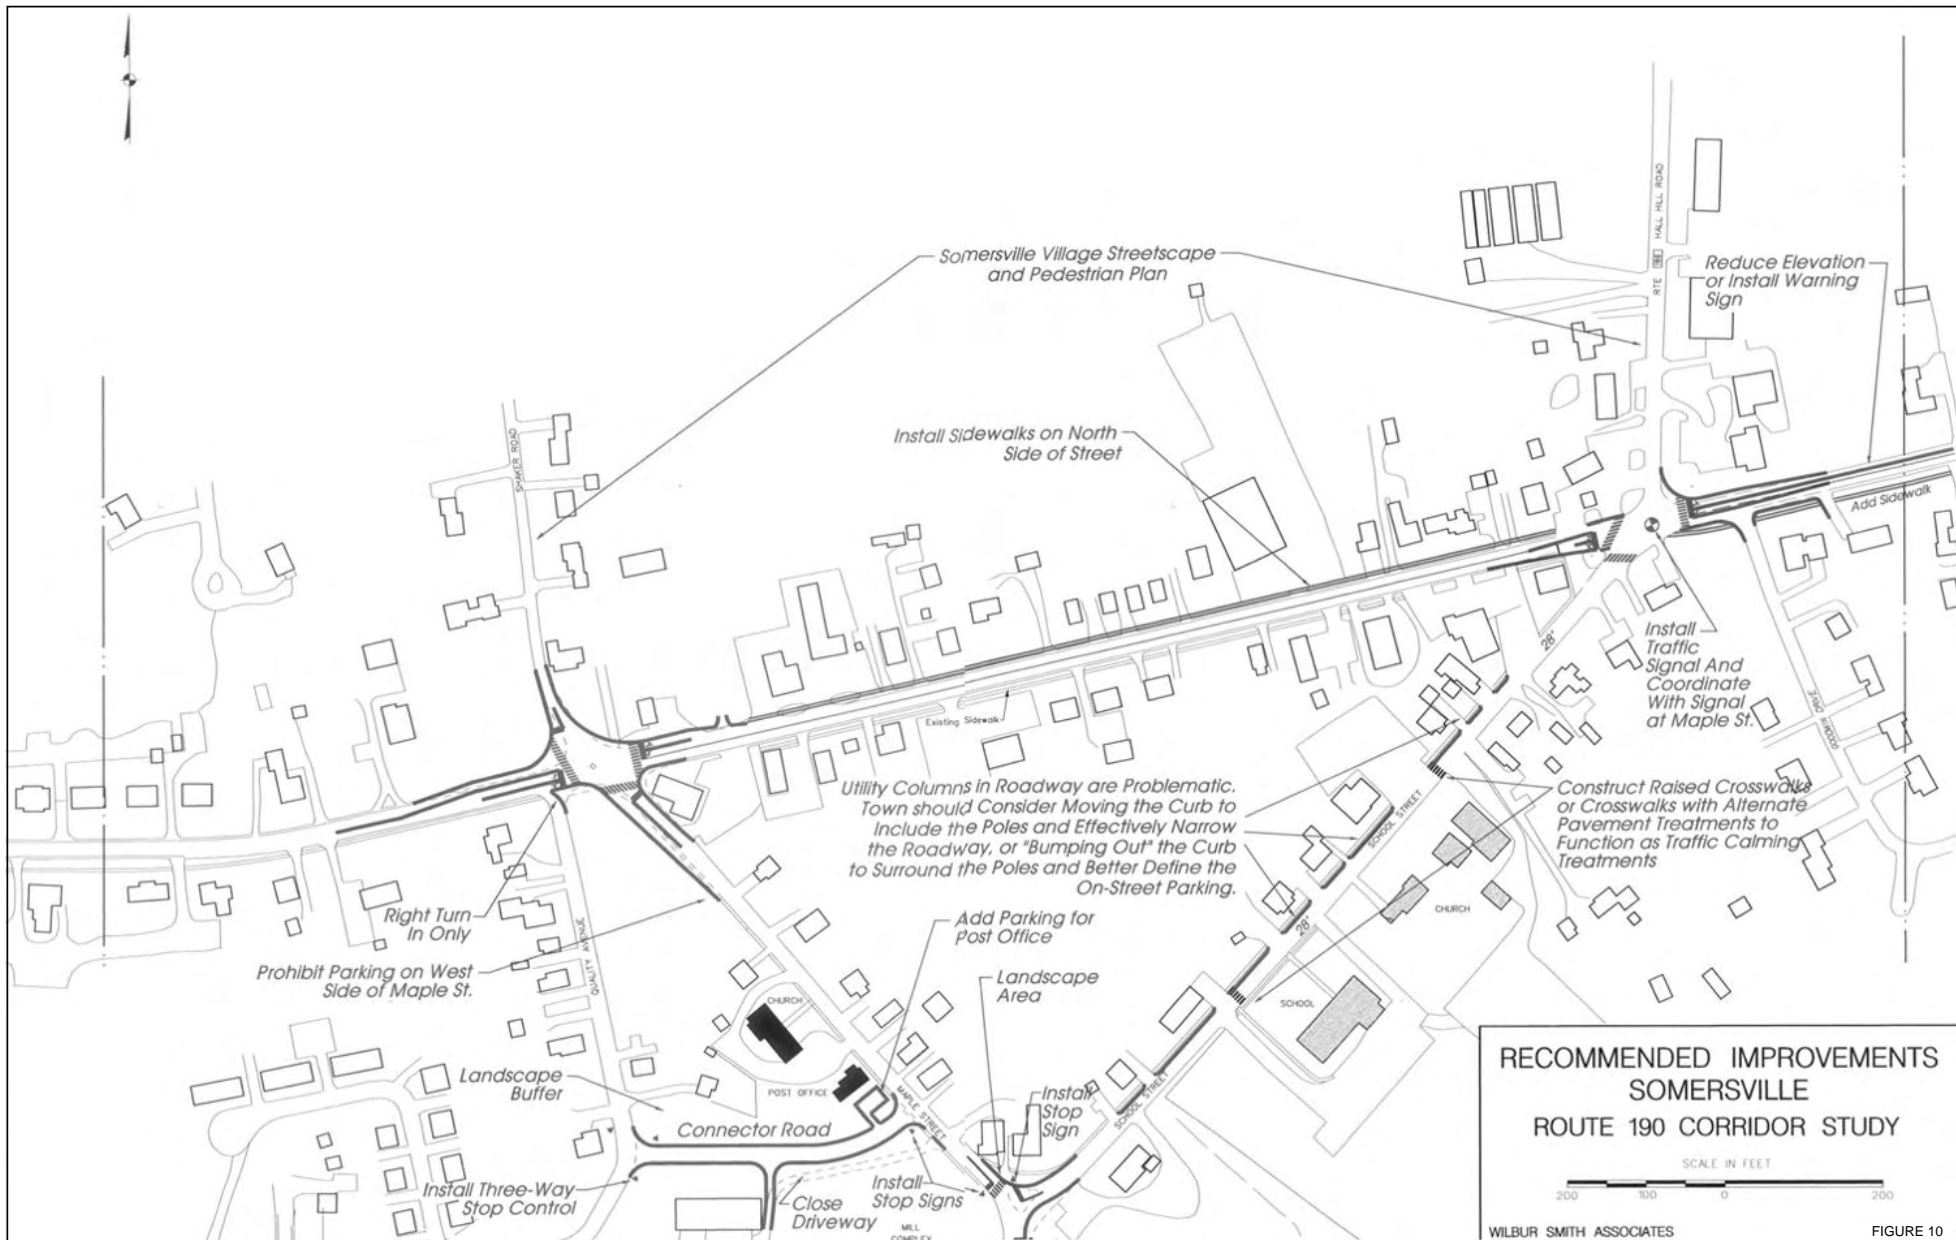 Somersville Village Streetscape
and Pedestrian Plan
RTE 186 HALL HILL ROAD
Reduce Elevation
or Install Warning
Sign
SHAKER ROAD
Install Sidewalks on North
Side of Street
Add Sidewalk
28'
Install
Traffic
Signal And
Coordinate
With Signal
at Maple St.
GOODWIN DRIVE
Existing Sidewalk
Utility Columns in Roadway are Problematic.
Town should Consider Moving the Curb to
Include the Poles and Effectively Narrow
the Roadway, or "Bumping Out" the Curb
to Surround the Poles and Better Define the
On-Street Parking.
SCHOOL STREET
Construct Raised Crosswalks
or Crosswalks with Alternate
Pavement Treatments to
Function as Traffic Calming
Treatments
CHURCH
28'
Right Turn
In Only
QUALITY AVENUE
Add Parking for
Post Office
Prohibit Parking on West
Side of Maple St.
Landscape
Area
CHURCH
SCHOOL
Landscape
Buffer
POST OFFICE
MAPLE STREET
Install
Stop
Sign
SCHOOL STREET
Connector Road
Install Three-Way
Stop Control
Close
Driveway
Install
Stop Signs
MILL
COMPLEX
RECOMMENDED IMPROVEMENTS
SOMERSVILLE
ROUTE 190 CORRIDOR STUDY
SCALE IN FEET
200 100 0 200
WILBUR SMITH ASSOCIATES
FIGURE 10